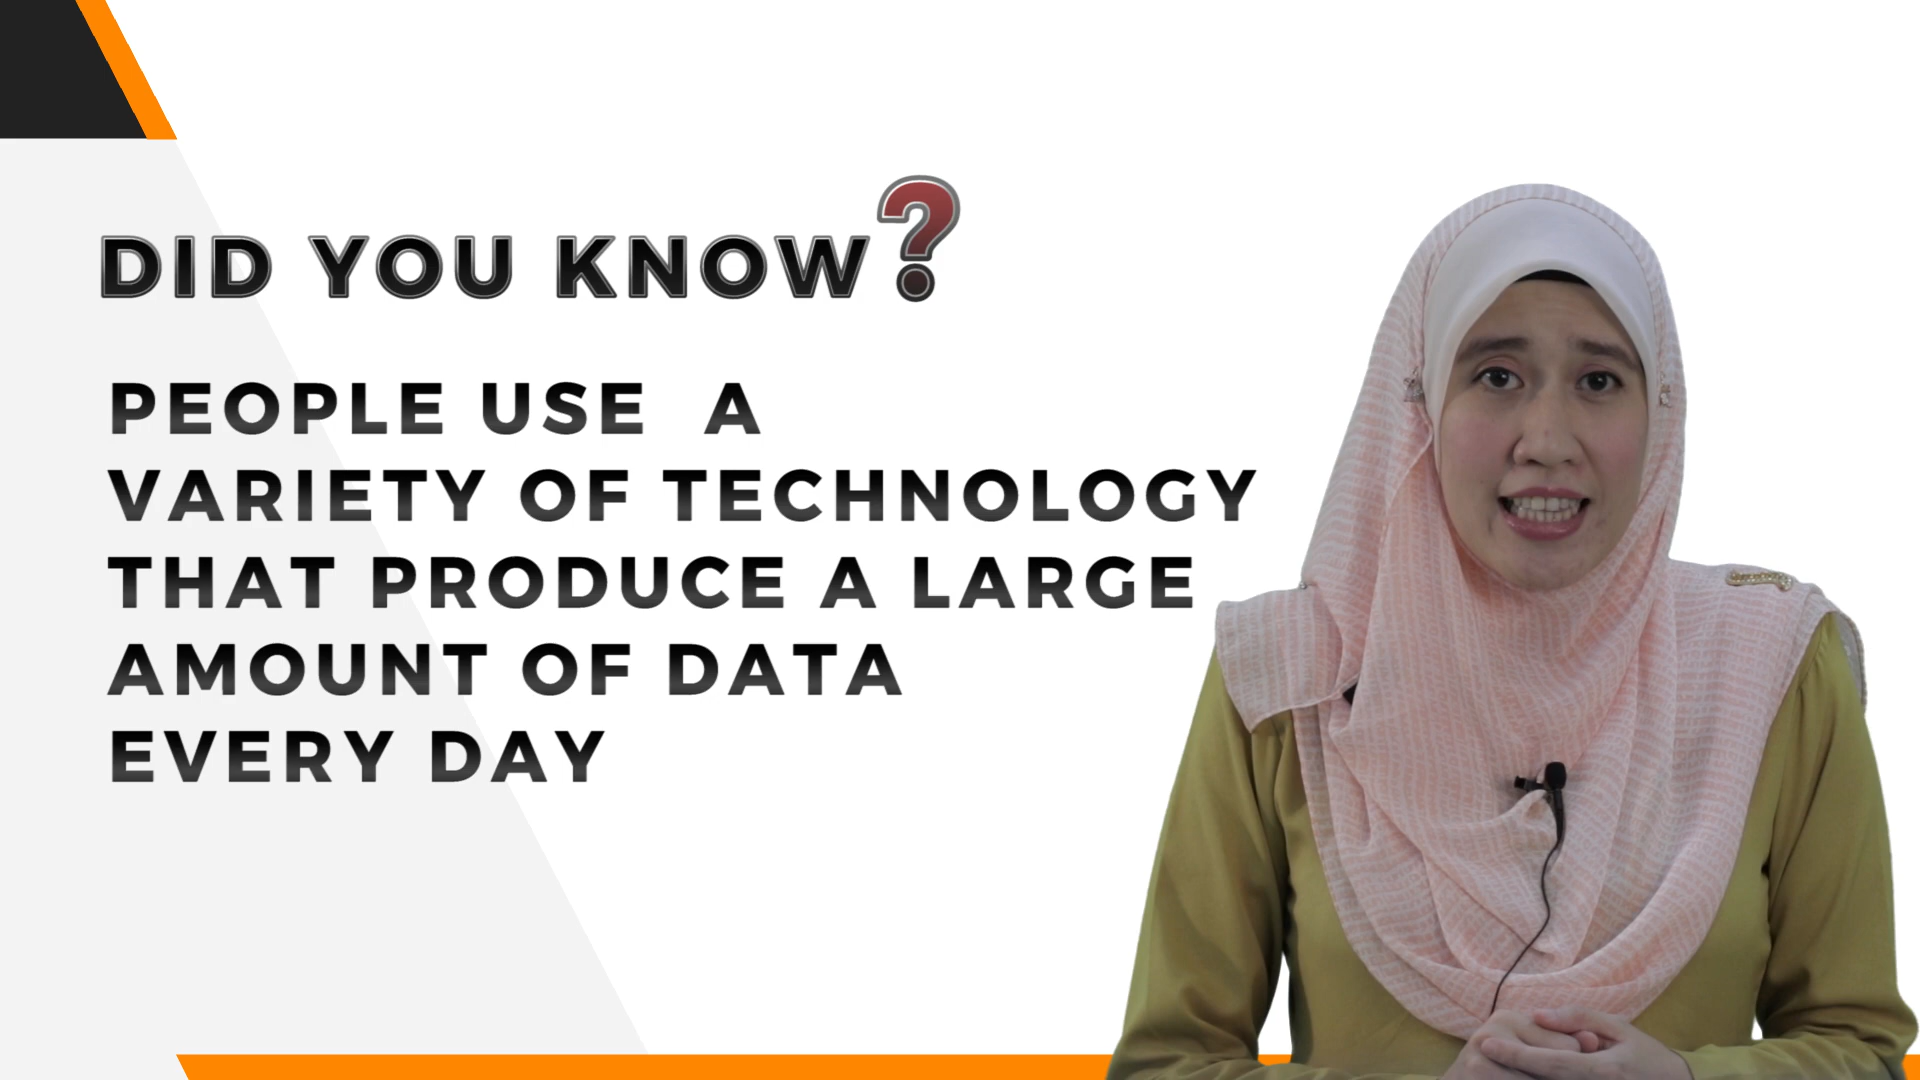 DID YOU KNOW?
PEOPLE USE A
VARIETY OF TECHNOLOGY
THAT PRODUCE A LARGE
AMOUNT OF DATA
EVERY DAY